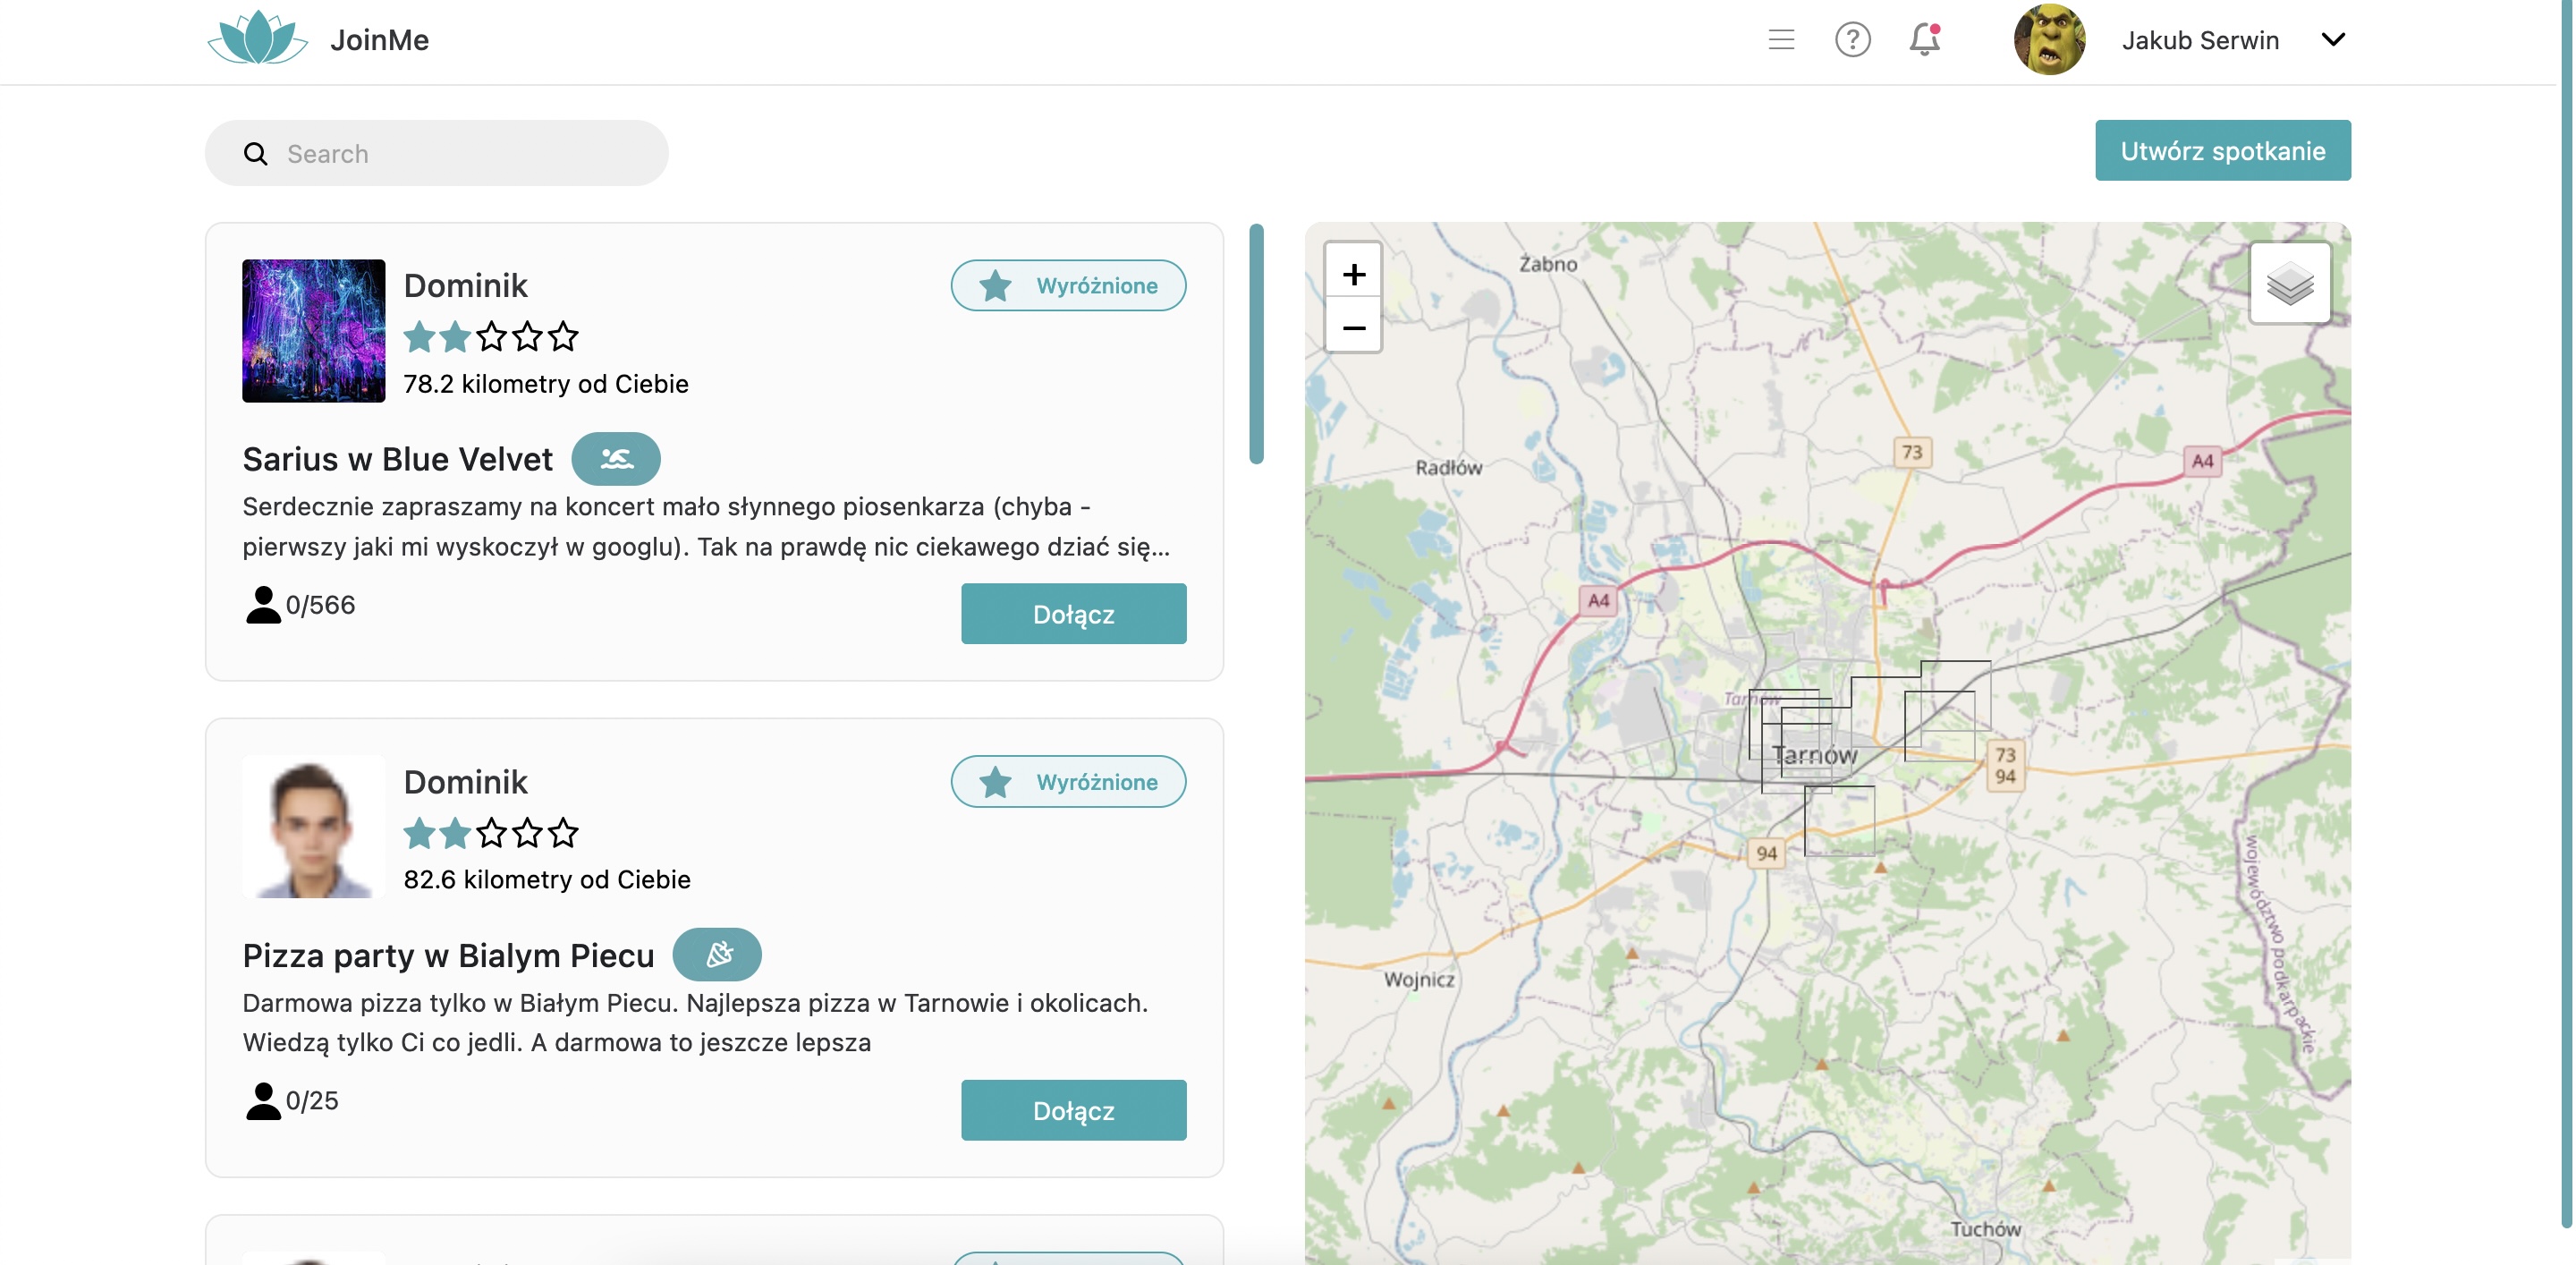 JoinMe
Jakub Serwin
Search
Utwórz spotkanie
Dominik
Wyróżnione
78.2 kilometry od Ciebie
Sarius w Blue Velvet
Serdecznie zapraszamy na koncert mało słynnego piosenkarza (chyba -
pierwszy jaki mi wyskoczył w googlu). Tak na prawdę nic ciekawego dziać się...
0/566
Dołącz
Dominik
Wyróżnione
82.6 kilometry od Ciebie
Pizza party w Bialym Piecu
Darmowa pizza tylko w Białym Piecu. Najlepsza pizza w Tarnowie i okolicach.
Wiedzą tylko Ci co jedli. A darmowa to jeszcze lepsza
0/25
Dołącz
+
−
Żabno
73
A4
Radłów
A4
Tarnów
Tarnów
73
94
94
Wojnicz
województwo podkarpackie
Tuchów